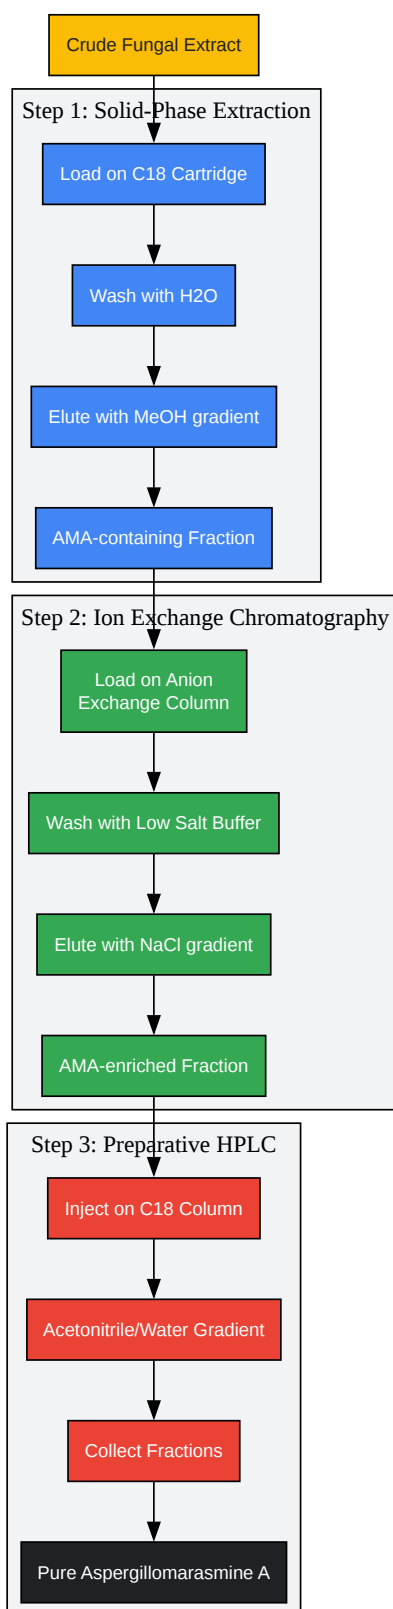 Crude Fungal Extract
Step 1: Solid-Phase Extraction
Load on C18 Cartridge
Wash with H2O
Elute with MeOH gradient
AMA-containing Fraction
Step 2: Ion Exchange Chromatography
Load on Anion
Exchange Column
Wash with Low Salt Buffer
Elute with NaCl gradient
AMA-enriched Fraction
Step 3: Preparative HPLC
Inject on C18 Column
Acetonitrile/Water Gradient
Collect Fractions
Pure Aspergillomarasmine A